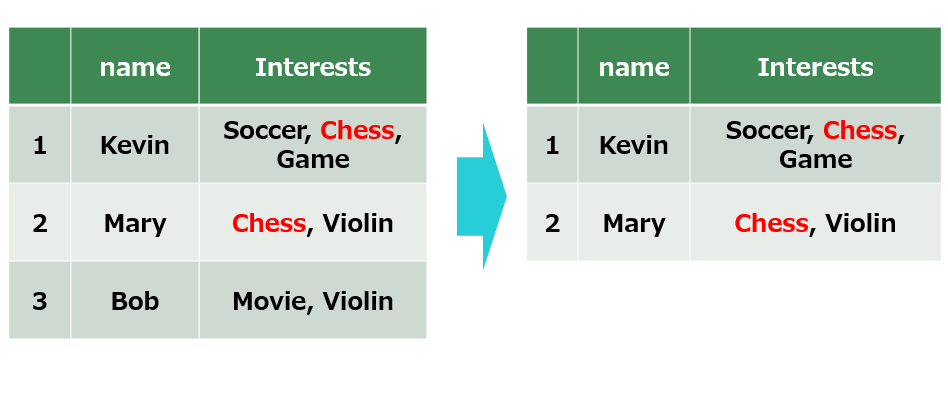 name Interests
1 Kevin Soccer, Chess,
Game
2 Mary Chess, Violin
3 Bob Movie, Violin
name Interests
1 Kevin Soccer, Chess,
Game
2 Mary Chess, Violin